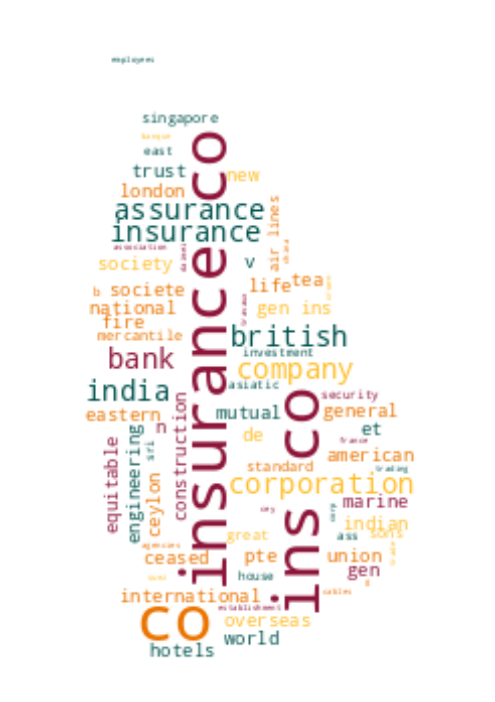 employees
singapore
banque
east
trust
new
london
assurance
insurance
insurance co
association
air lines
society
v
life
tea
societe
national
gen ins
fire
mercantile
british
investment
bank
company
asiatic
india
ins co
security
eastern
n
mutual
general
et
de
france
construction
engineering
sri
equitable
american
standard
trading
ceylon
corporation
marine
cey
corp
indian
great
ass
sons
agencies
ceased
pte
union
house
gen
international
cables
co
establishment
overseas
world
hotels